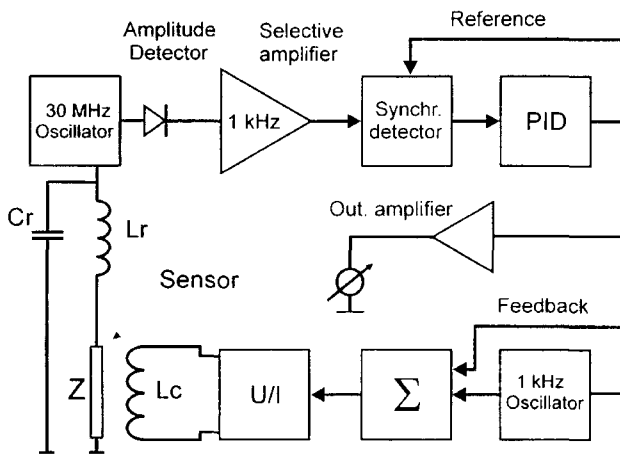 Reference
Amplitude
Detector
Selective
amplifier
30 MHz
Oscillator
1 kHz
Synchr.
detector
PID
Cr
Lr
Out. amplifier
Sensor
Feedback
Z
Lc
U/I
Σ
1 kHz
Oscillator